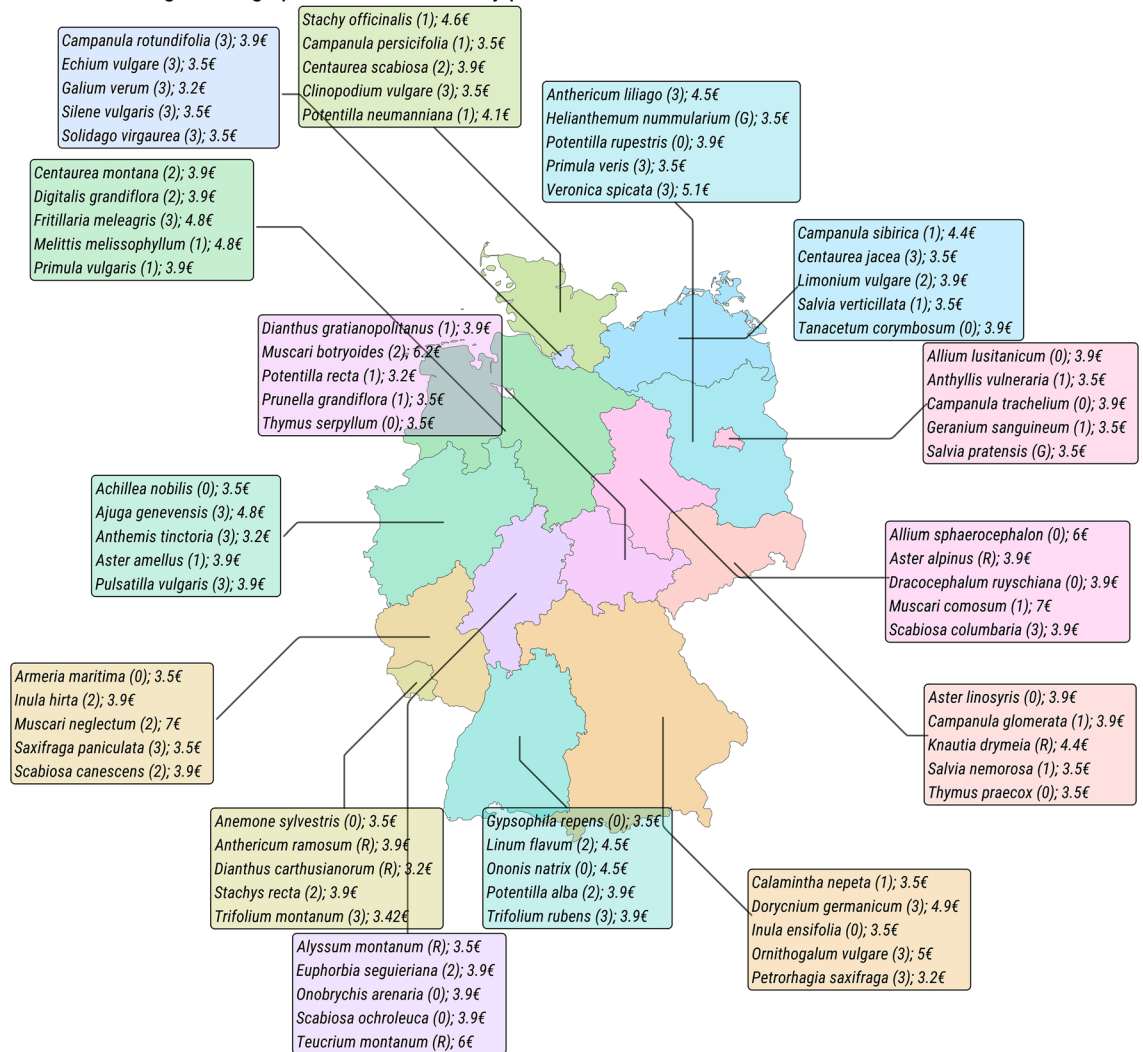 Campanula rotundifolia (3); 3.9€
Echium vulgare (3); 3.5€
Galium verum (3); 3.2€
Silene vulgaris (3); 3.5€
Solidago virgaurea (3); 3.5€
Stachy officinalis (1); 4.6€
Campanula persicifolia (1); 3.5€
Centaurea scabiosa (2); 3.9€
Clinopodium vulgare (3); 3.5€
Potentilla neumanniana (1); 4.1€
Anthericum liliago (3); 4.5€
Helianthemum nummularium (G); 3.5€
Potentilla rupestris (0); 3.9€
Primula veris (3); 3.5€
Veronica spicata (3); 5.1€
Centaurea montana (2); 3.9€
Digitalis grandiflora (2); 3.9€
Fritillaria meleagris (3); 4.8€
Melittis melissophyllum (1); 4.8€
Primula vulgaris (1); 3.9€
Campanula sibirica (1); 4.4€
Centaurea jacea (3); 3.5€
Limonium vulgare (2); 3.9€
Salvia verticillata (1); 3.5€
Tanacetum corymbosum (0); 3.9€
Dianthus gratianopolitanus (1); 3.9€
Muscari botryoides (2); 6.2€
Potentilla recta (1); 3.2€
Prunella grandiflora (1); 3.5€
Thymus serpyllum (0); 3.5€
Allium lusitanicum (0); 3.9€
Anthyllis vulneraria (1); 3.5€
Campanula trachelium (0); 3.9€
Geranium sanguineum (1); 3.5€
Salvia pratensis (G); 3.5€
Achillea nobilis (0); 3.5€
Ajuga genevensis (3); 4.8€
Anthemis tinctoria (3); 3.2€
Aster amellus (1); 3.9€
Pulsatilla vulgaris (3); 3.9€
Allium sphaerocephalon (0); 6€
Aster alpinus (R); 3.9€
Dracocephalum ruyschiana (0); 3.9€
Muscari comosum (1); 7€
Scabiosa columbaria (3); 3.9€
Armeria maritima (0); 3.5€
Inula hirta (2); 3.9€
Muscari neglectum (2); 7€
Saxifraga paniculata (3); 3.5€
Scabiosa canescens (2); 3.9€
Aster linosyris (0); 3.9€
Campanula glomerata (1); 3.9€
Knautia drymeia (R); 4.4€
Salvia nemorosa (1); 3.5€
Thymus praecox (0); 3.5€
Anemone sylvestris (0); 3.5€
Anthericum ramosum (R); 3.9€
Dianthus carthusianorum (R); 3.2€
Stachys recta (2); 3.9€
Trifolium montanum (3); 3.42€
Gypsophila repens (0); 3.5€
Linum flavum (2); 4.5€
Ononis natrix (0); 4.5€
Potentilla alba (2); 3.9€
Trifolium rubens (3); 3.9€
Calamintha nepeta (1); 3.5€
Dorycnium germanicum (3); 4.9€
Inula ensifolia (0); 3.5€
Ornithogalum vulgare (3); 5€
Petrorhagia saxifraga (3); 3.2€
Alyssum montanum (R); 3.5€
Euphorbia seguieriana (2); 3.9€
Onobrychis arenaria (0); 3.9€
Scabiosa ochroleuca (0); 3.9€
Teucrium montanum (R); 6€